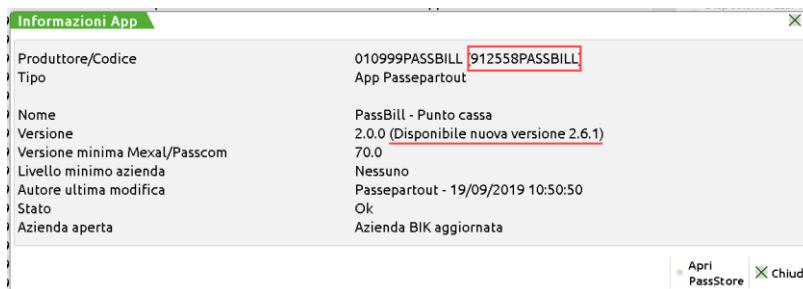 Informazioni App
Produttore/Codice 010999PASSBILL [912558PASSBILL]
Tipo App Passepartout
Nome PassBill - Punto cassa
Versione 2.0.0 (Disponibile nuova versione 2.6.1)
Versione minima Mexal/Passcom 70.0
Livello minimo azienda Nessuno
Autore ultima modifica Passepartout - 19/09/2019 10:50:50
Stato Ok
Azienda aperta Azienda BIK aggiornata
Apri
PassStore
Chiud